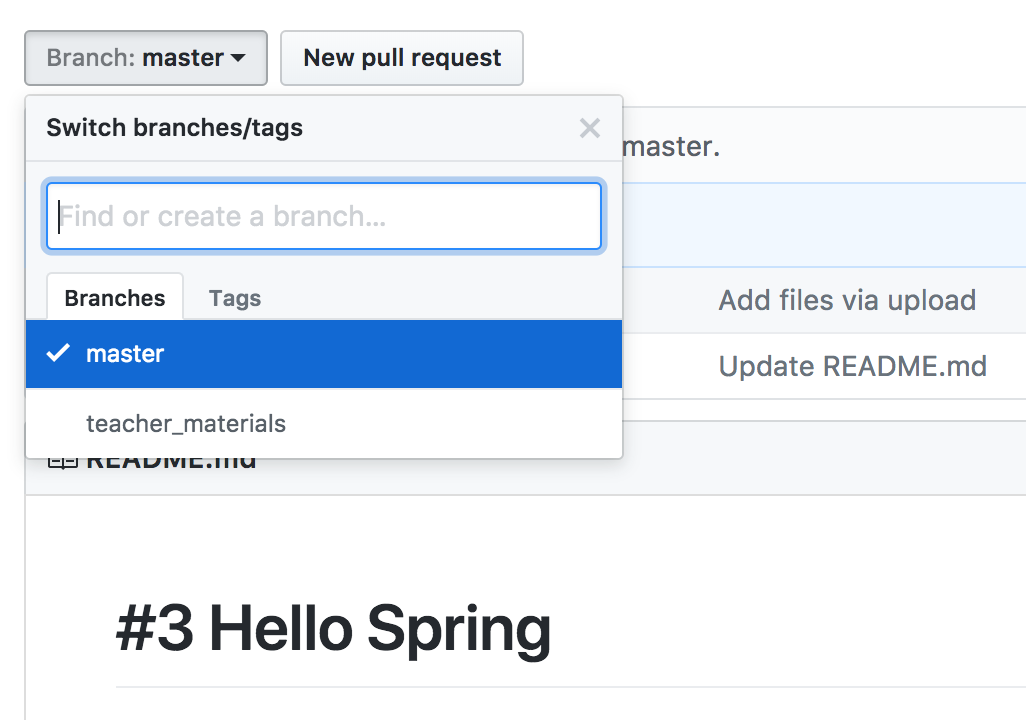 Branch: master
New pull request
Switch branches/tags
master.
Find or create a branch...
Branches
Tags
Add files via upload
master
Update README.md
teacher_materials
README.md
#3 Hello Spring